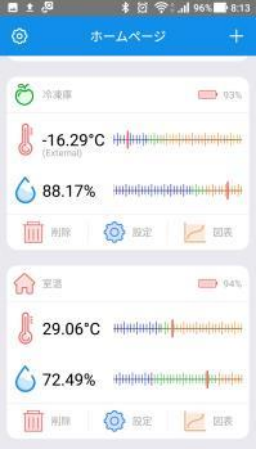 96% 8:13
ホームページ
冷凍庫 93%
-16.29°C
(External)
88.17%
削除 設定 図表
室温 94%
29.06°C
72.49%
削除 設定 図表